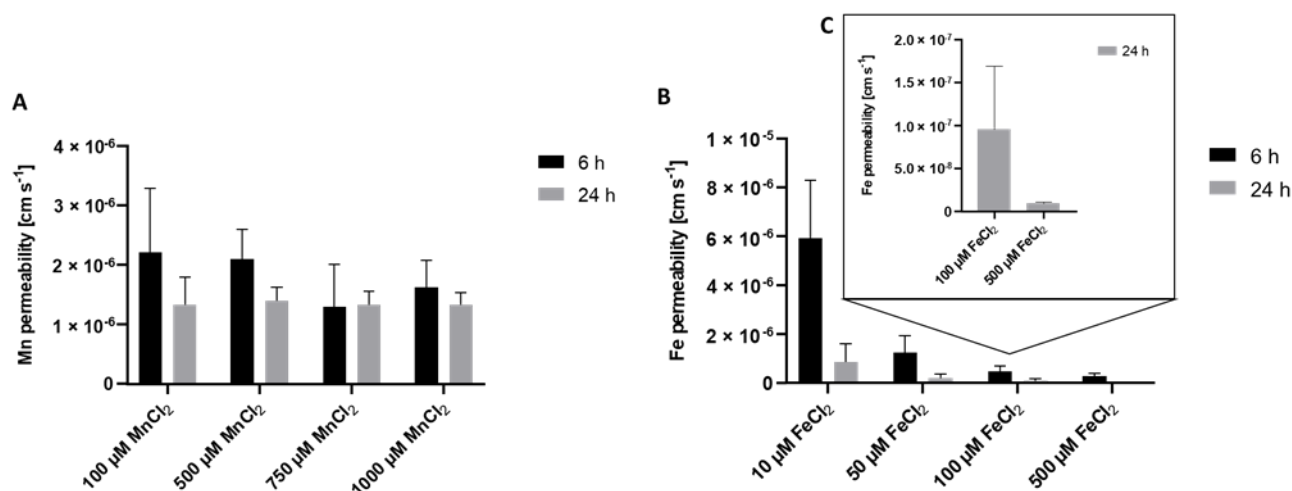 A
Mn permeability [cm s⁻¹]
4 × 10⁻⁶
3 × 10⁻⁶
2 × 10⁻⁶
1 × 10⁻⁶
0
100 µM MnCl₂
500 µM MnCl₂
750 µM MnCl₂
1000 µM MnCl₂
6 h
24 h
B
Fe permeability [cm s⁻¹]
1 × 10⁻⁵
8 × 10⁻⁶
6 × 10⁻⁶
4 × 10⁻⁶
2 × 10⁻⁶
0
10 µM FeCl₂
50 µM FeCl₂
100 µM FeCl₂
500 µM FeCl₂
6 h
24 h
C
Fe permeability [cm s⁻¹]
2.0 × 10⁻⁷
1.5 × 10⁻⁷
1.0 × 10⁻⁷
5.0 × 10⁻⁸
0
100 µM FeCl₂
500 µM FeCl₂
24 h